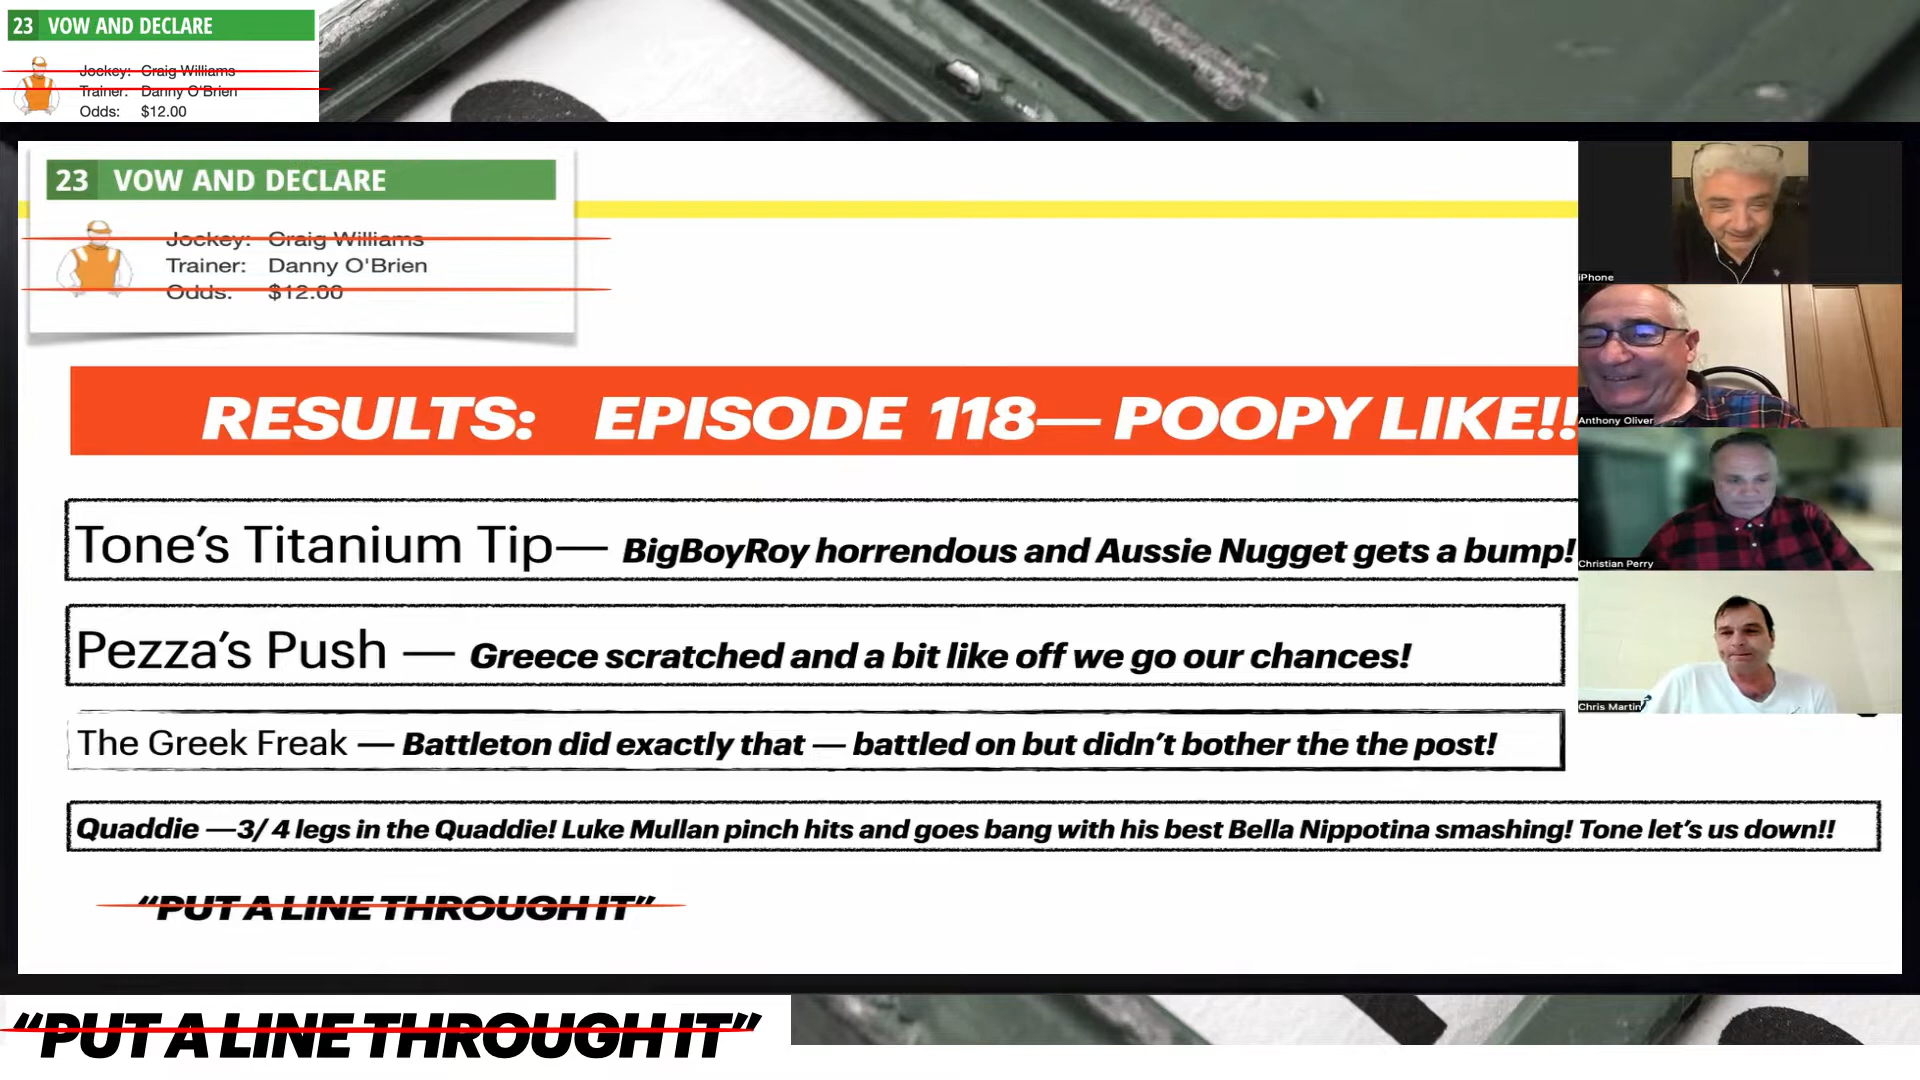 23 VOW AND DECLARE
Jockey: Craig Williams
Trainer: Danny O'Brien
Odds: $12.00
23 VOW AND DECLARE
Jockey: Craig Williams
Trainer: Danny O'Brien
Odds: $12.00
iPhone
Anthony Oliver
RESULTS: EPISODE 118— POOPY LIKE!!
Tone's Titanium Tip— BigBoyRoy horrendous and Aussie Nugget gets a bump!
Christian Perry
Pezza's Push — Greece scratched and a bit like off we go our chances!
Chris Martin
The Greek Freak — Battleton did exactly that — battled on but didn't bother the the post!
Quaddie —3/ 4 legs in the Quaddie! Luke Mullan pinch hits and goes bang with his best Bella Nippotina smashing! Tone let's us down!!
“PUT A LINE THROUGH IT”
“PUT A LINE THROUGH IT”